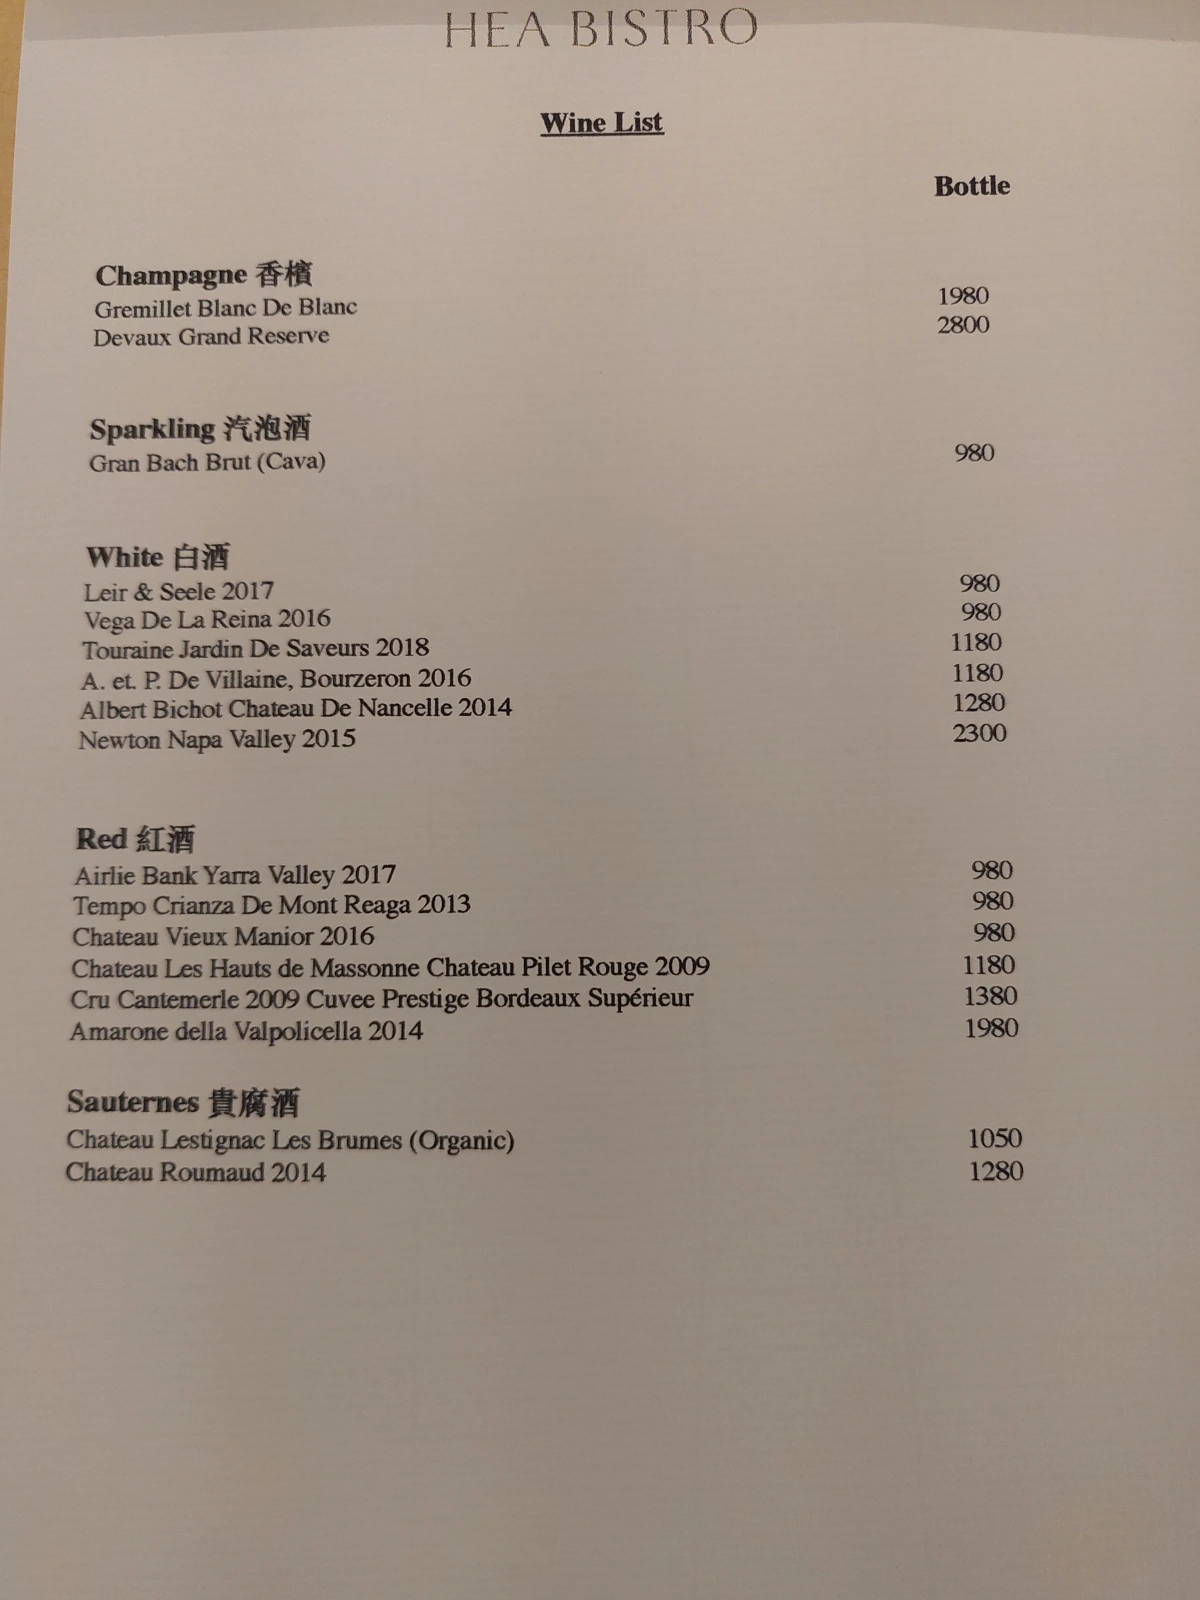 HEA BISTRO
Wine List
Bottle
Champagne 香檳
Gremillet Blanc De Blanc 1980
Devaux Grand Reserve 2800
Sparkling 汽泡酒
Gran Bach Brut (Cava) 980
White 白酒
Leir & Seele 2017 980
Vega De La Reina 2016 980
Touraine Jardin De Saveurs 2018 1180
A. et. P. De Villaine, Bourzeron 2016 1180
Albert Bichot Chateau De Nancelle 2014 1280
Newton Napa Valley 2015 2300
Red 紅酒
Airlie Bank Yarra Valley 2017 980
Tempo Crianza De Mont Reaga 2013 980
Chateau Vieux Manior 2016 980
Chateau Les Hauts de Massonne Chateau Pilet Rouge 2009 1180
Cru Cantemerle 2009 Cuvee Prestige Bordeaux Supérieur 1380
Amarone della Valpolicella 2014 1980
Sauternes 貴腐酒
Chateau Lestignac Les Brumes (Organic) 1050
Chateau Roumaud 2014 1280